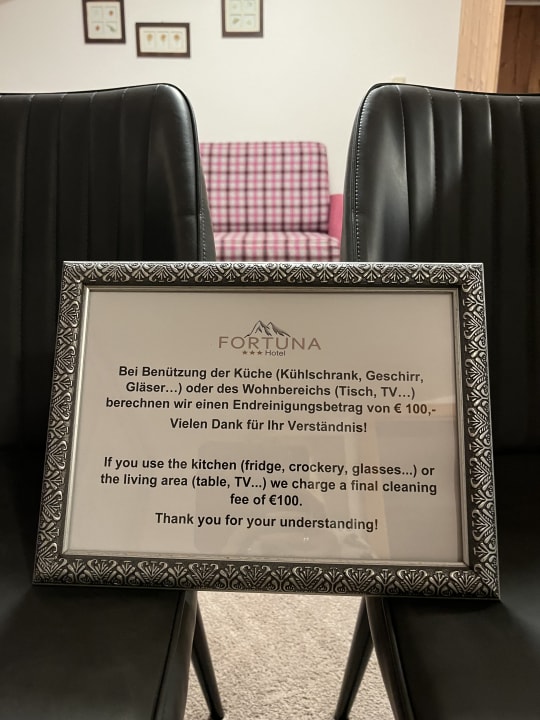 FORTUNA
★★★ Hotel
Bei Benützung der Küche (Kühlschrank, Geschirr,
Gläser...) oder des Wohnbereichs (Tisch, TV...)
berechnen wir einen Endreinigungsbetrag von € 100,-
Vielen Dank für Ihr Verständnis!
If you use the kitchen (fridge, crockery, glasses...) or
the living area (table, TV...) we charge a final cleaning
fee of €100.
Thank you for your understanding!